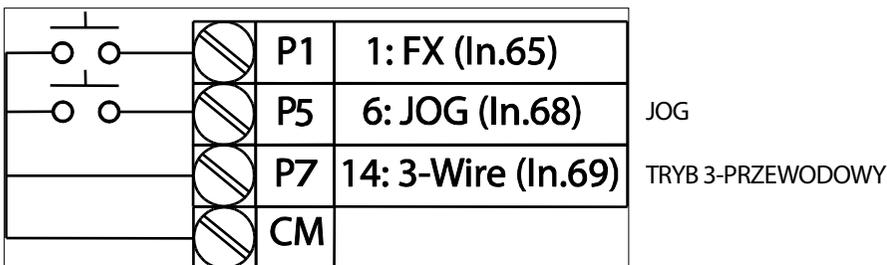 P1 1: FX (In.65)
P5 6: JOG (In.68) JOG
P7 14: 3-Wire (In.69) TRYB 3-PRZEWODOWY
CM